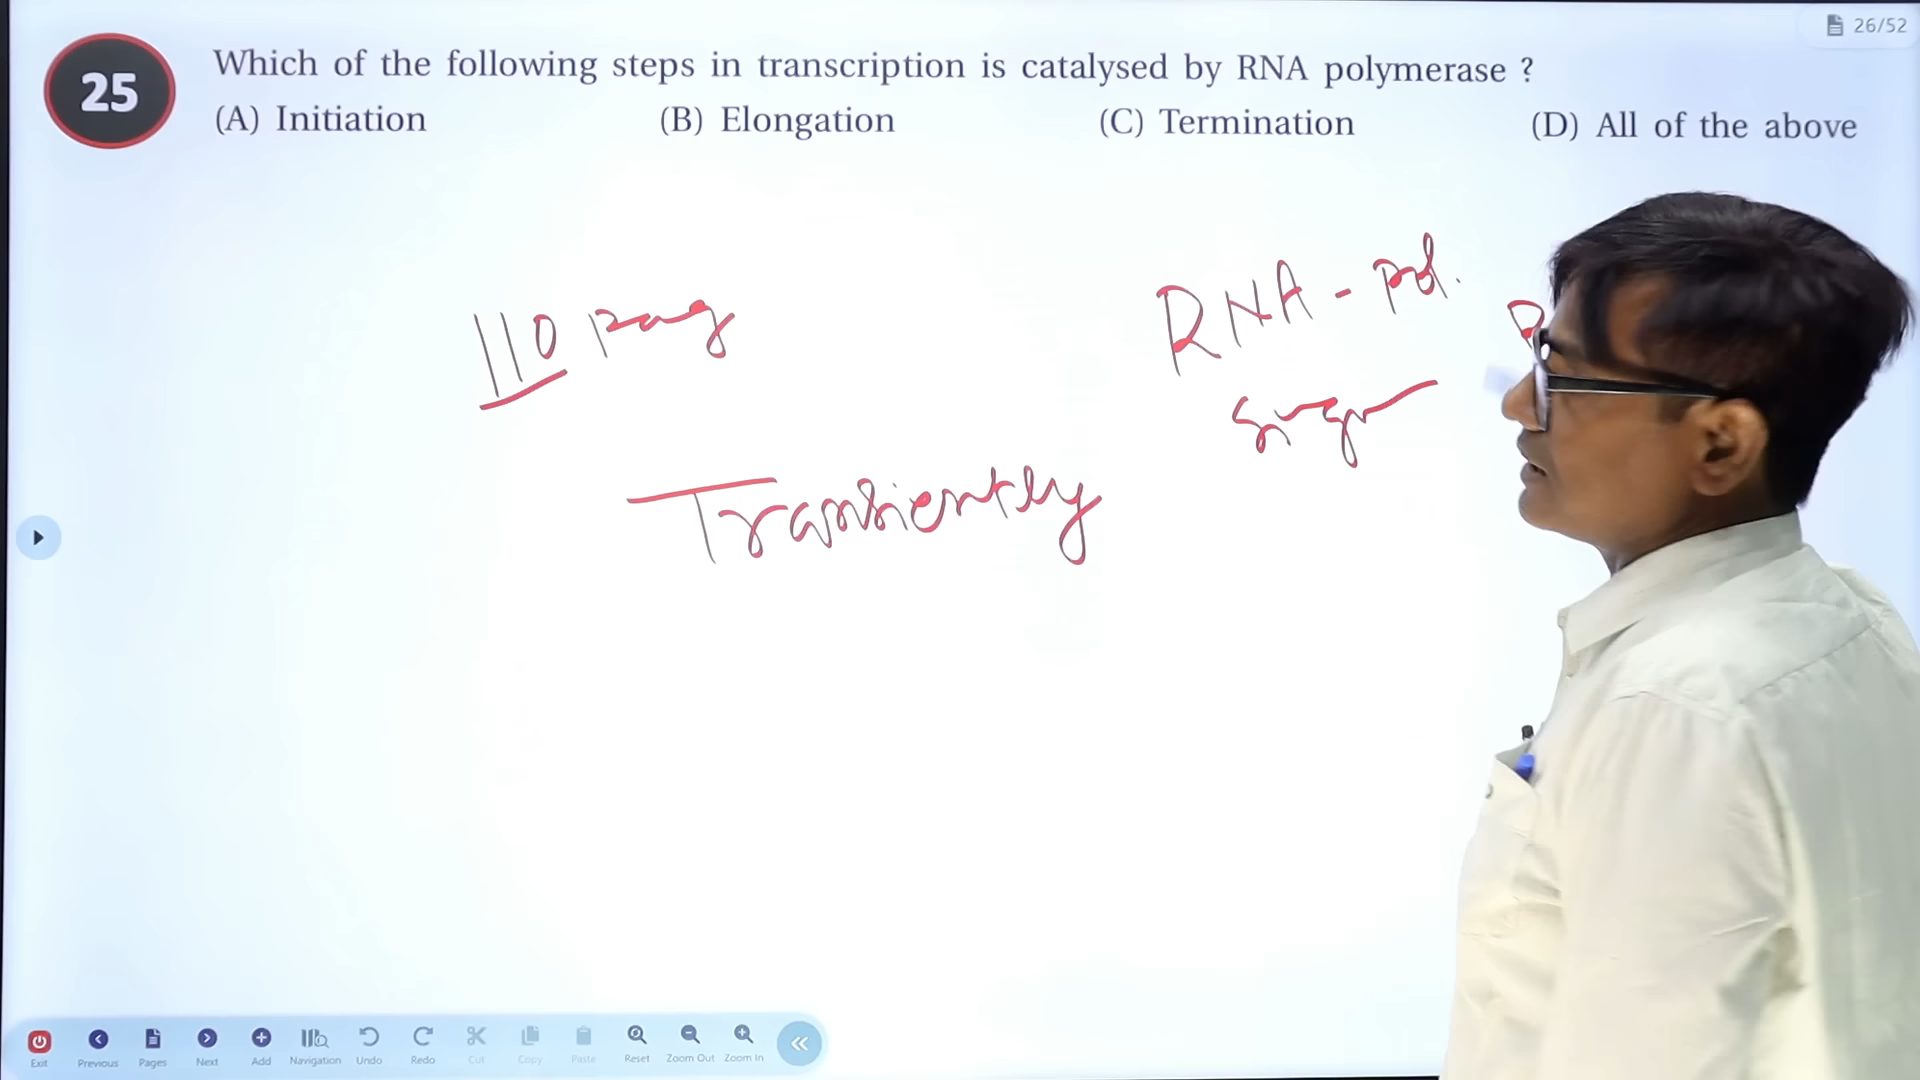 26/52
25 Which of the following steps in transcription is catalysed by RNA polymerase ?
(A) Initiation (B) Elongation (C) Termination (D) All of the above
RNA - Pol.
110 Pag
Transiently
Exit Previous Pages Next Add Navigation Undo Redo Cut Copy Paste Reset Zoom Out Zoom In